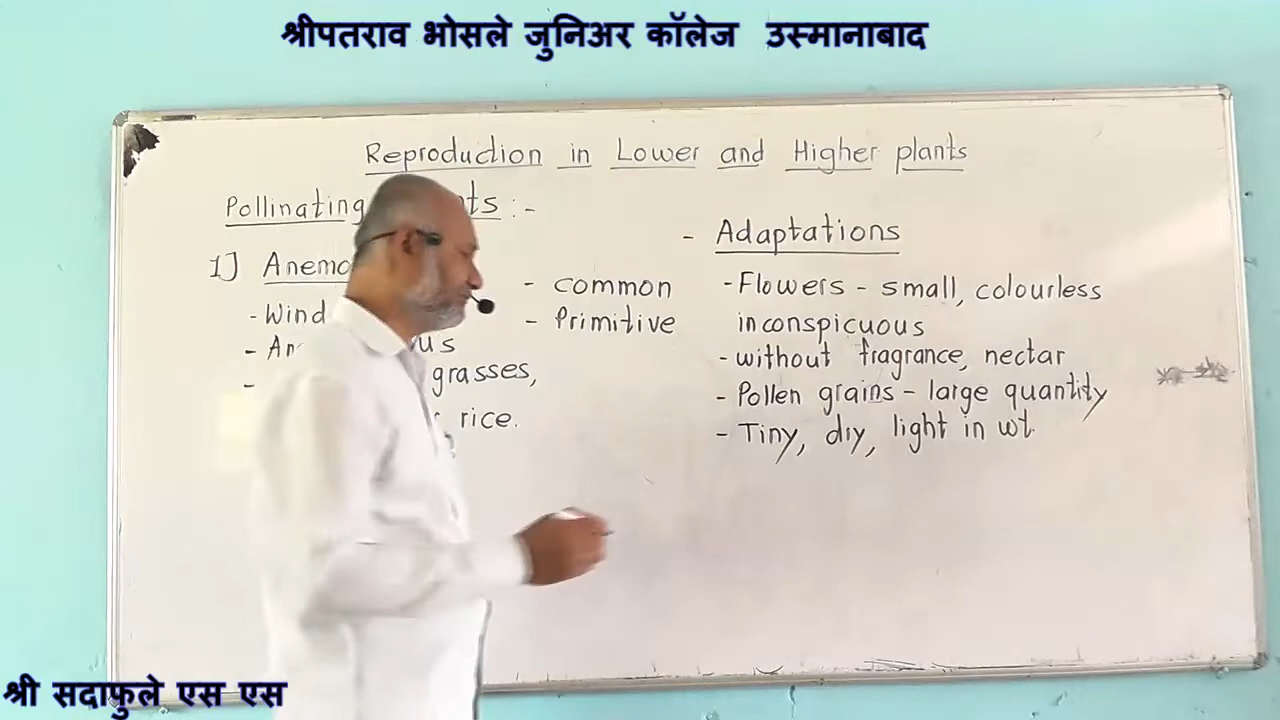 श्रीपतराव भोसले जुनिअर कॉलेज उस्मानाबाद
Reproduction in Lower and Higher plants
Pollinating
:-
1] Anemo
- Wind
- An
us
- grasses,
rice.
- common
- Primitive
- Adaptations
- Flowers - small, colourless
inconspicuous
- without fragrance, nectar
- Pollen grains - large quantity
- Tiny, dry, light in wt.
श्री सदाफुले एस एस